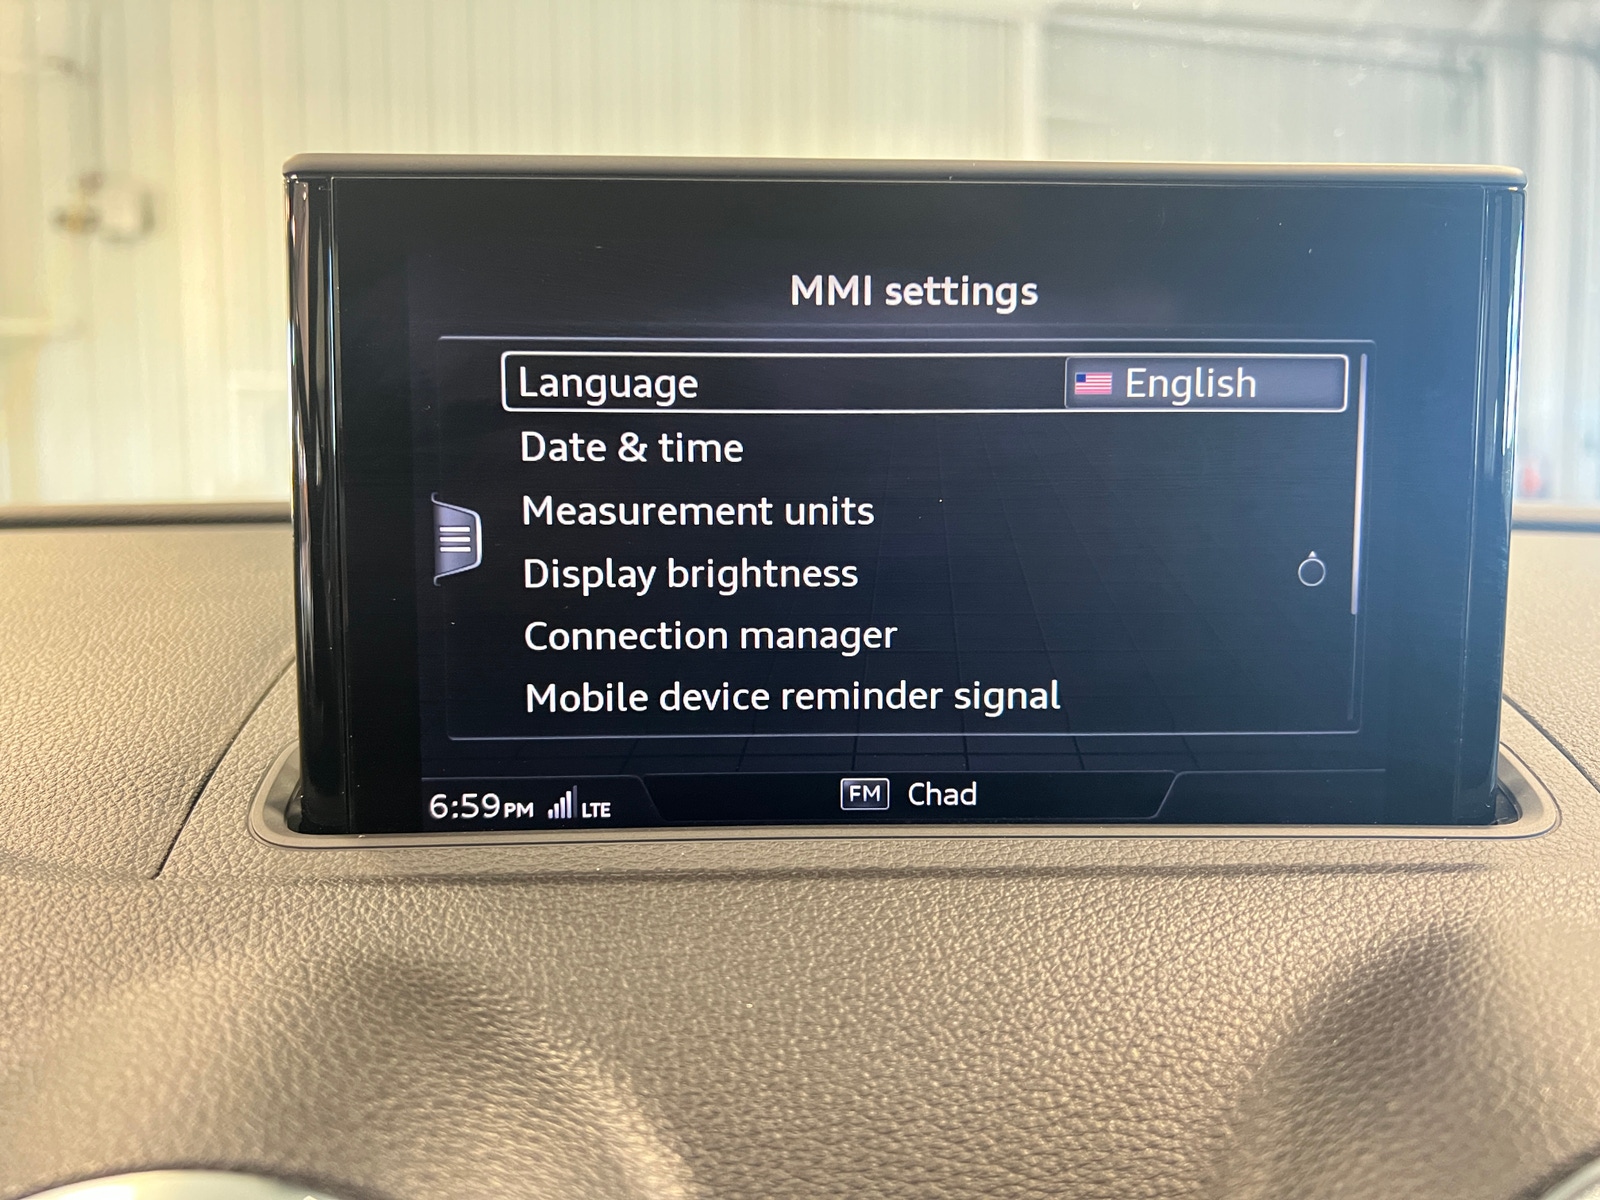 MMI settings
Language English
Date & time
Measurement units
Display brightness
Connection manager
Mobile device reminder signal
6:59PM LTE FM Chad